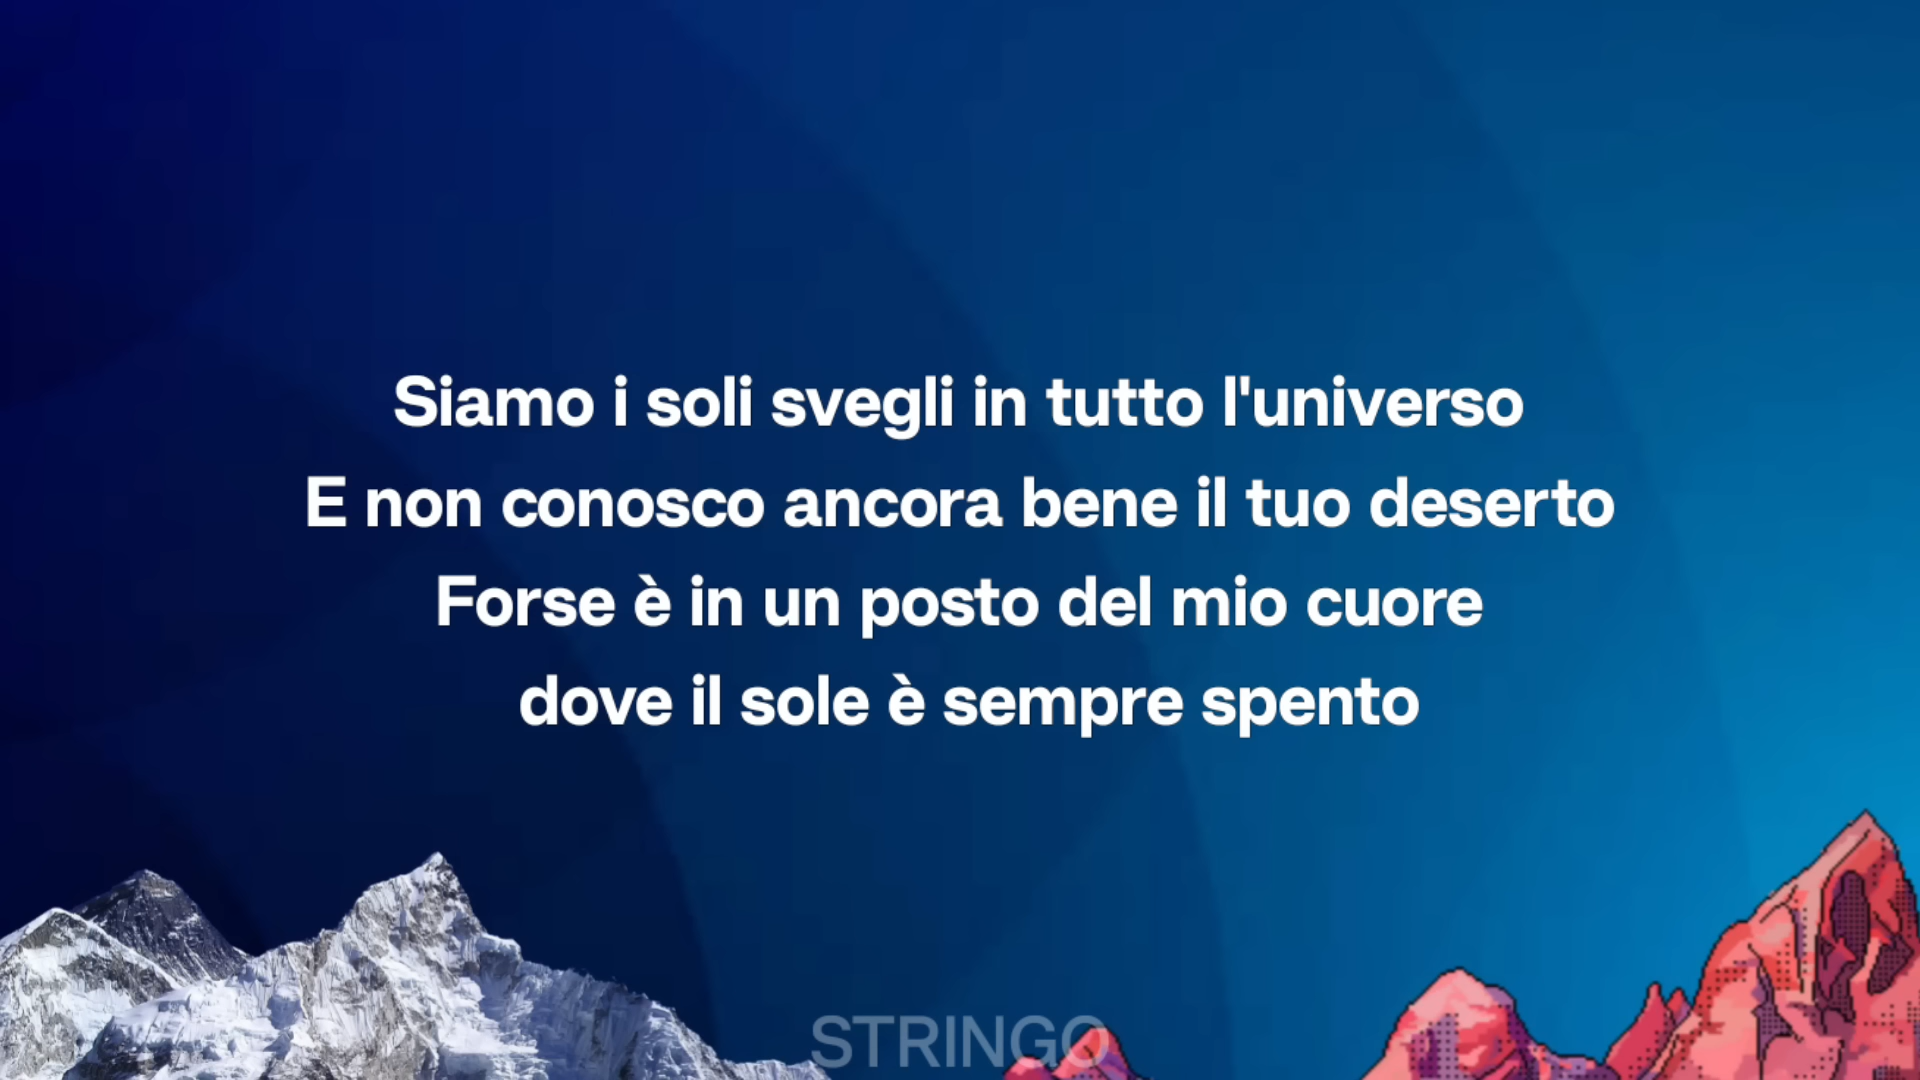 Siamo i soli svegli in tutto l'universo
E non conosco ancora bene il tuo deserto
Forse è in un posto del mio cuore
dove il sole è sempre spento
STRINGO